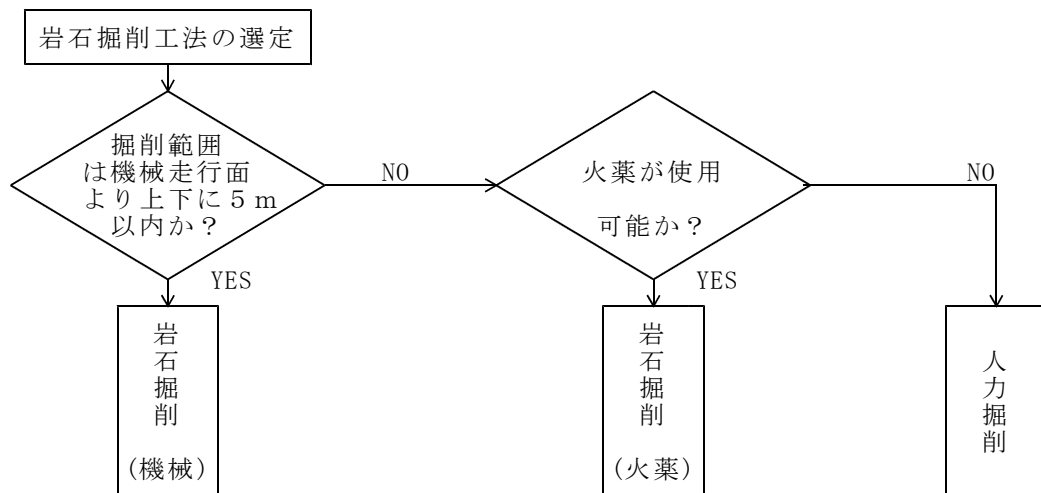 岩石掘削工法の選定
掘削範囲
は機械走行面
より上下に５ｍ
以内か？
NO
火薬が使用
可能か？
NO
YES
YES
岩石掘削
(機械)
岩石掘削
(火薬)
人力掘削